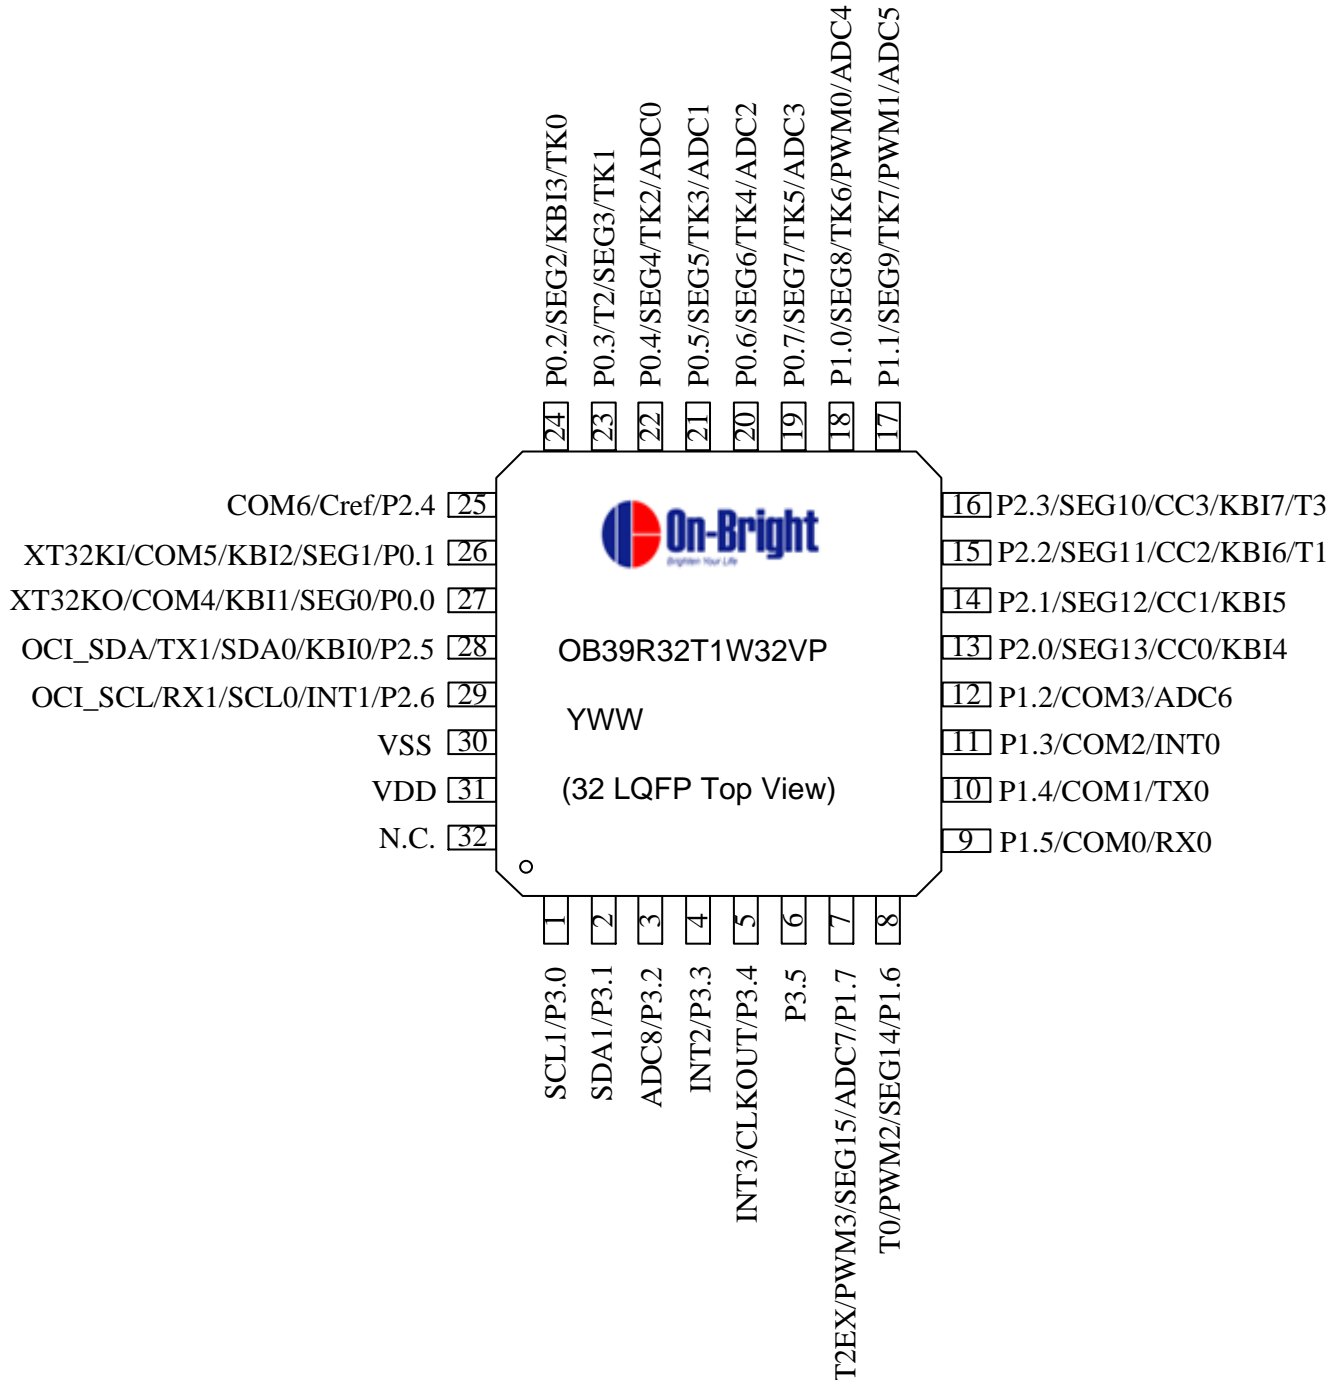 P0.2/SEG2/KBI3/TK0
P0.3/T2/SEG3/TK1
P0.4/SEG4/TK2/ADC0
P0.5/SEG5/TK3/ADC1
P0.6/SEG6/TK4/ADC2
P0.7/SEG7/TK5/ADC3
P1.0/SEG8/TK6/PWM0/ADC4
P1.1/SEG9/TK7/PWM1/ADC5
24 23 22 21 20 19 18 17
COM6/Cref/P2.4 25
XT32KI/COM5/KBI2/SEG1/P0.1 26
XT32KO/COM4/KBI1/SEG0/P0.0 27
OCI_SDA/TX1/SDA0/KBI0/P2.5 28
OCI_SCL/RX1/SCL0/INT1/P2.6 29
VSS 30
VDD 31
N.C. 32
On-Bright
Brighten Your Life
OB39R32T1W32VP
YWW
(32 LQFP Top View)
16 P2.3/SEG10/CC3/KBI7/T3
15 P2.2/SEG11/CC2/KBI6/T1
14 P2.1/SEG12/CC1/KBI5
13 P2.0/SEG13/CC0/KBI4
12 P1.2/COM3/ADC6
11 P1.3/COM2/INT0
10 P1.4/COM1/TX0
9 P1.5/COM0/RX0
1 2 3 4 5 6 7 8
SCL1/P3.0
SDA1/P3.1
ADC8/P3.2
INT2/P3.3
INT3/CLKOUT/P3.4
P3.5
T2EX/PWM3/SEG15/ADC7/P1.7
T0/PWM2/SEG14/P1.6